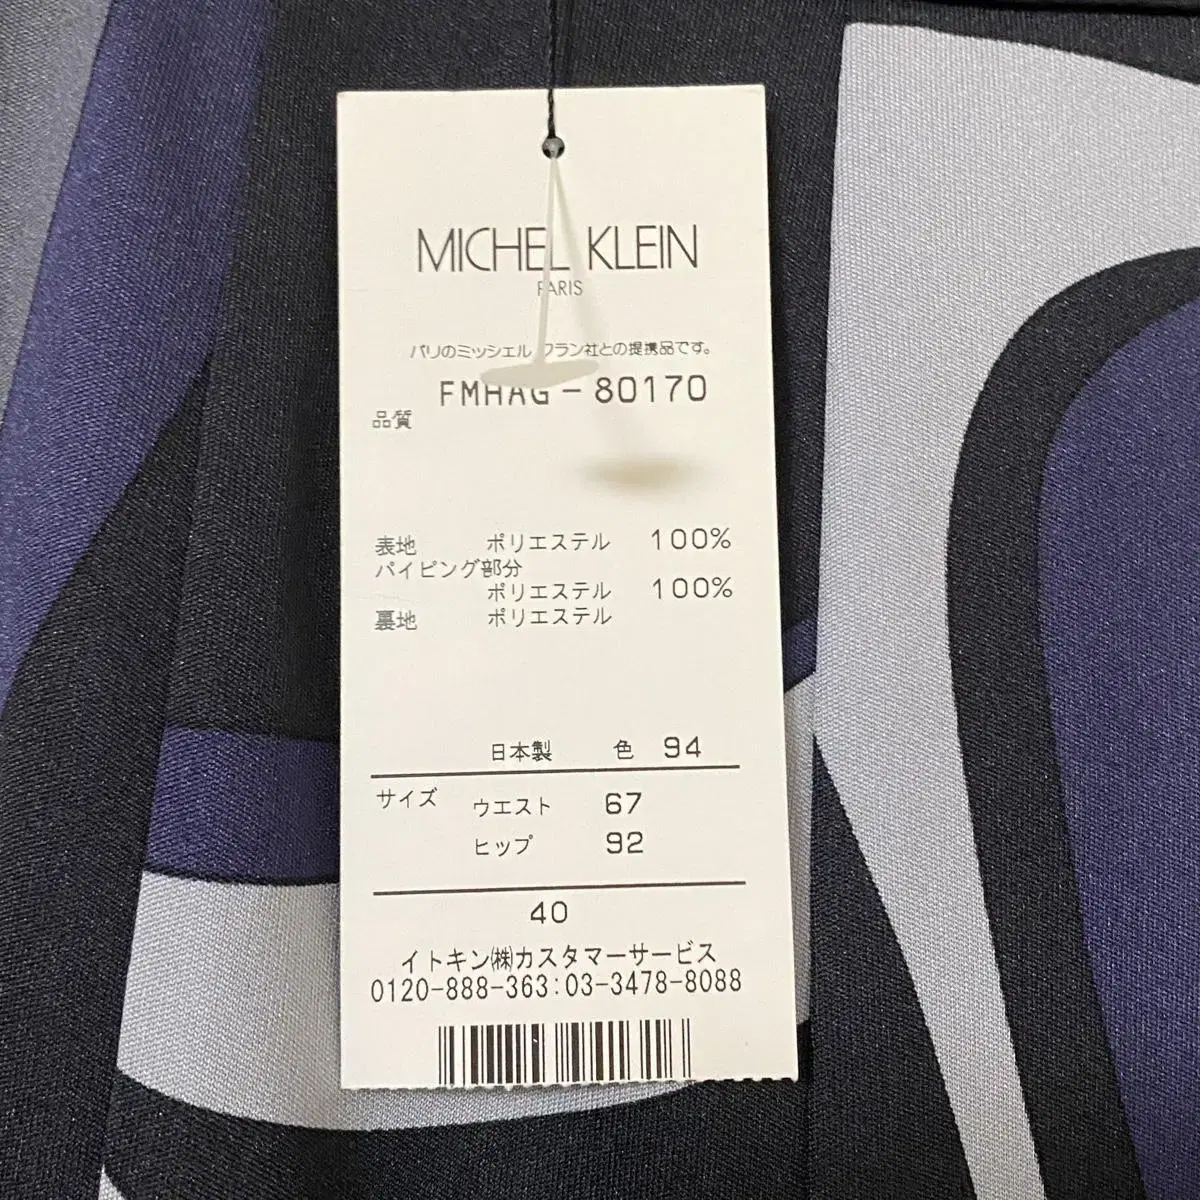 MICHEL KLEIN
PARIS
パリのミッシェル クラン社との提携品です。
FMHAG-80170
品質
表地 ポリエステル 100%
パイピング部分
ポリエステル 100%
裏地 ポリエステル
日本製 色 94
サイズ ウエスト 67
ヒップ 92
40
イトキン㈱カスタマーサービス
0120-888-363:03-3478-8088